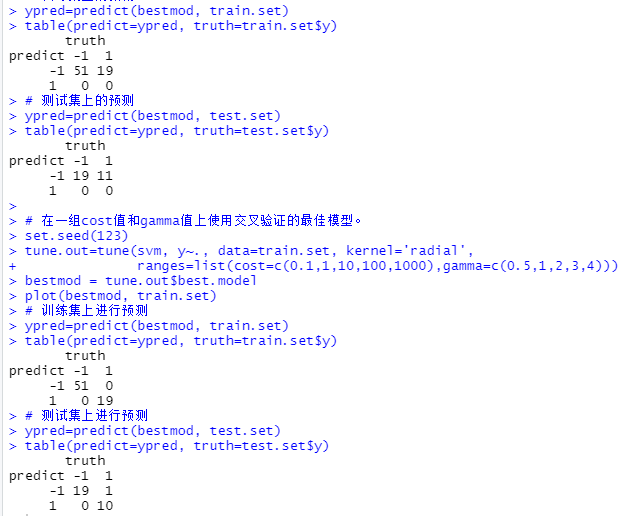 > ypred=predict(bestmod, train.set)
> table(predict=ypred, truth=train.set$y)
       truth
predict -1  1
     -1 51 19
     1   0  0
> # 测试集上的预测
> ypred=predict(bestmod, test.set)
> table(predict=ypred, truth=test.set$y)
       truth
predict -1  1
     -1 19 11
     1   0  0
>
> # 在一组cost值和gamma值上使用交叉验证的最佳模型。
> set.seed(123)
> tune.out=tune(svm, y~., data=train.set, kernel='radial',
+               ranges=list(cost=c(0.1,1,10,100,1000),gamma=c(0.5,1,2,3,4)))
> bestmod = tune.out$best.model
> plot(bestmod, train.set)
> # 训练集上进行预测
> ypred=predict(bestmod, train.set)
> table(predict=ypred, truth=train.set$y)
       truth
predict -1  1
     -1 51  0
     1   0 19
> # 测试集上进行预测
> ypred=predict(bestmod, test.set)
> table(predict=ypred, truth=test.set$y)
       truth
predict -1  1
     -1 19  1
     1   0 10